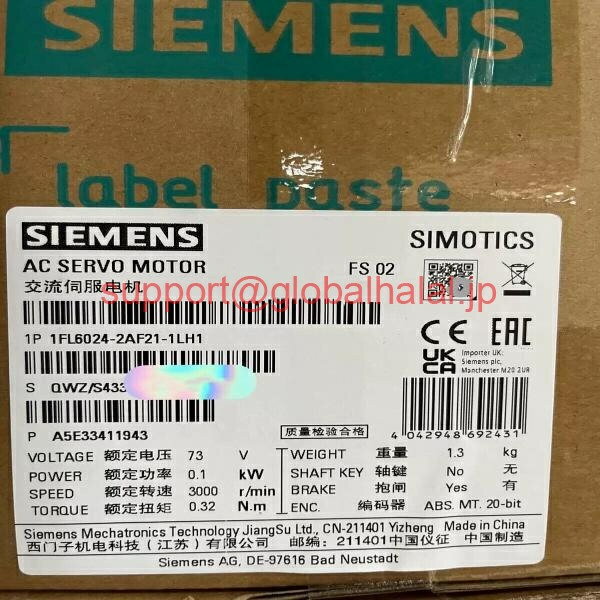 SIEMENS
label paste
SIEMENS
SIMOTICS
AC SERVO MOTOR
FS 02
交流伺服电机
support@globalhalal.jp
1P 1FL6024-2AF21-1LH1
CE EAC
UK CA
Importer UK:
Siemens plc,
Manchester M20 2UR
S QWZ/S433
P A5E33411943
质量检验合格
4 042948 692431
VOLTAGE 额定电压 73 V
WEIGHT 重量 1.3 kg
POWER 额定功率 0.1 kW
SHAFT KEY 轴键 No 无
SPEED 额定转速 3000 r/min
BRAKE 抱闸 Yes 有
TORQUE 额定扭矩 0.32 N.m
ENC. 编码器 ABS. MT. 20-bit
Siemens Mechatronics Technology JiangSu Ltd., CN-211401 Yizheng Made in China
西门子机电科技（江苏）有限公司 邮编：211401中国仪征 中国制造
Siemens AG, DE-97616 Bad Neustadt